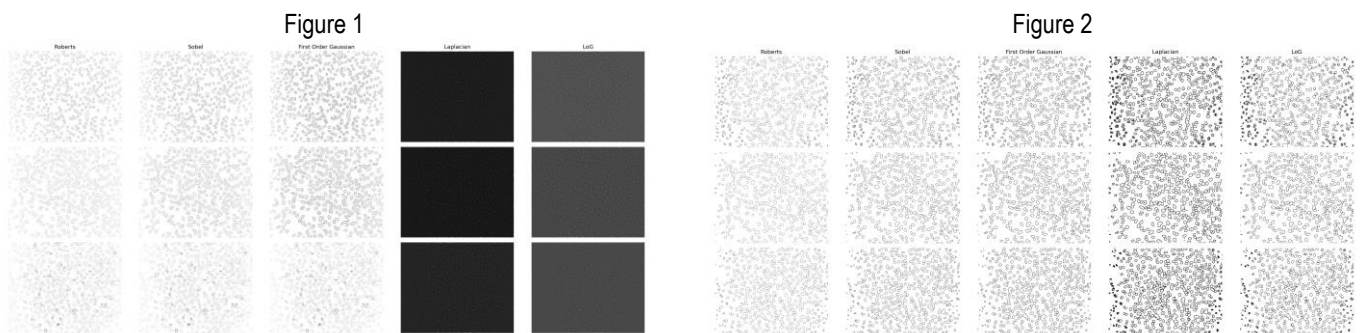 Figure 1
Figure 2
Roberts Sobel First Order Gaussian Laplacian LoG
Roberts Sobel First Order Gaussian Laplacian LoG